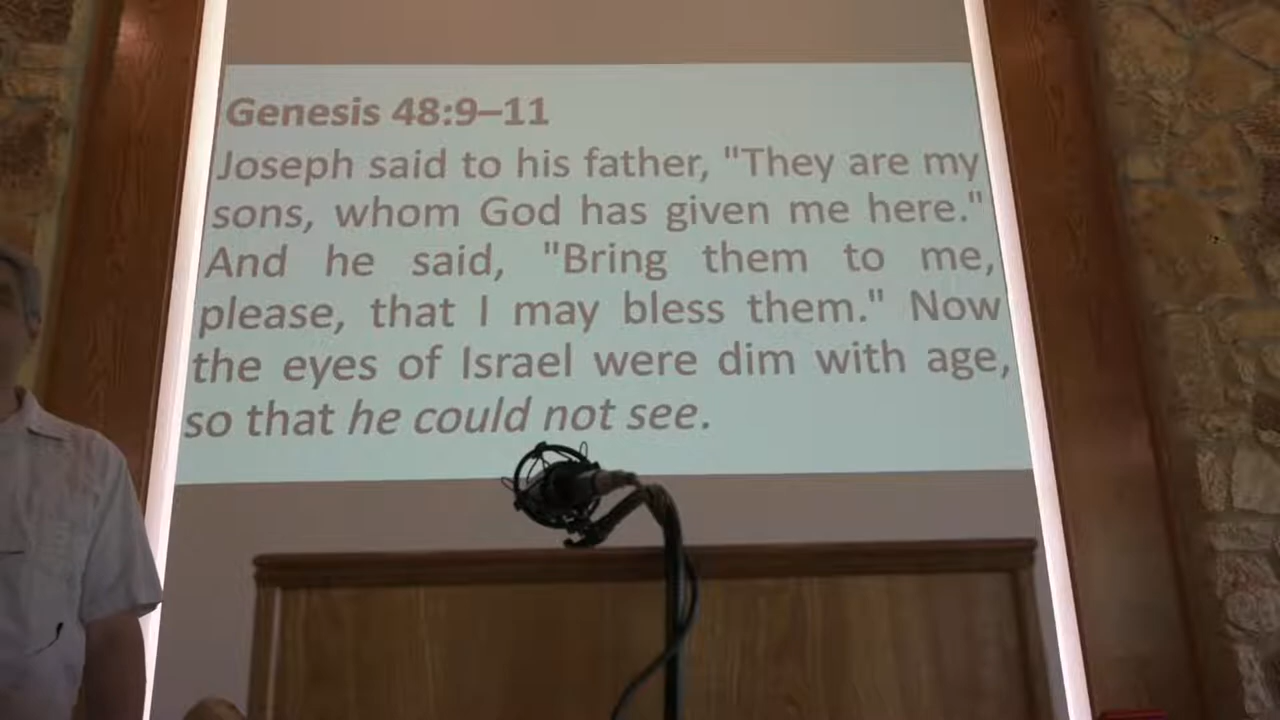 Genesis 48:9–11
Joseph said to his father, "They are my
sons, whom God has given me here."
And he said, "Bring them to me,
please, that I may bless them." Now
the eyes of Israel were dim with age,
so that he could not see.